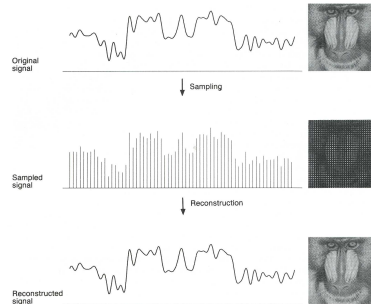 Original
signal
Sampling
Sampled
signal
Reconstruction
Reconstructed
signal